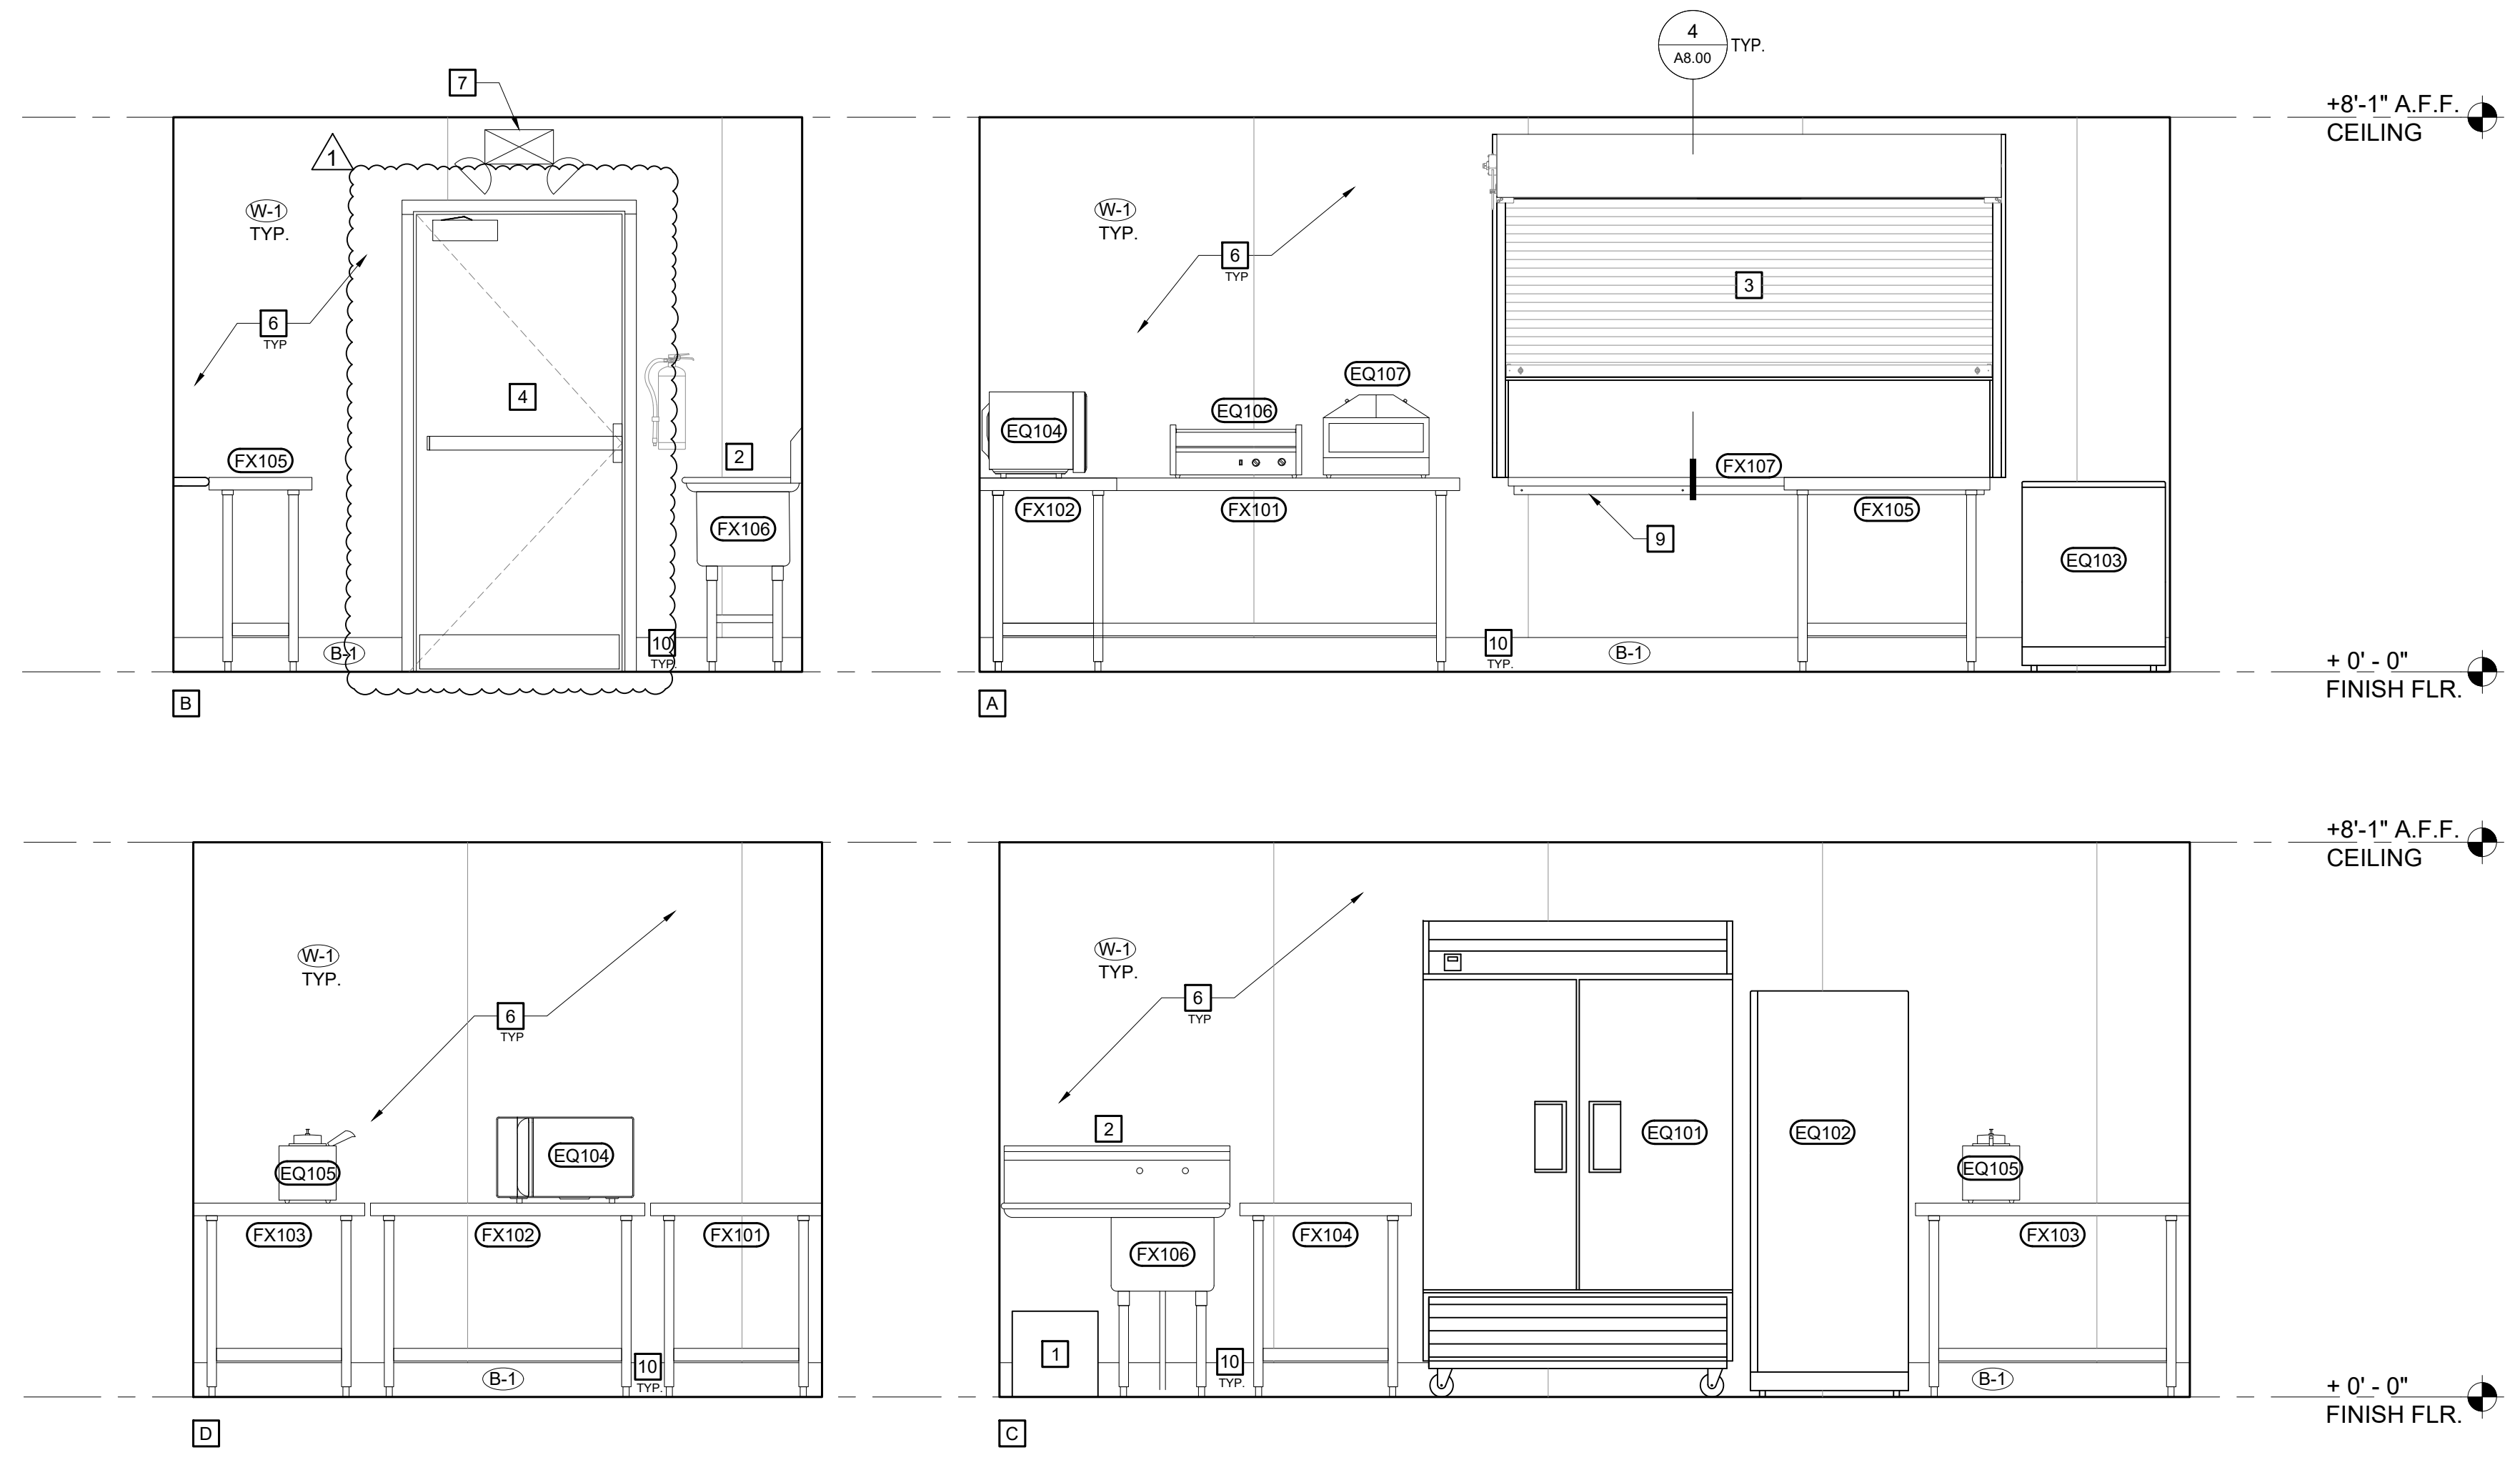 4
A8.00
TYP.
7
1
W-1
TYP.
6
TYP
4
FX105
2
FX106
B-1
10
TYP.
B
W-1
TYP.
6
TYP
3
EQ107
EQ106
EQ104
FX107
FX102
FX101
FX105
9
EQ103
10
TYP.
B-1
A
+8'-1" A.F.F.
CEILING
+ 0' - 0"
FINISH FLR.
W-1
TYP.
6
TYP
EQ105
EQ104
FX103
FX102
FX101
10
TYP.
B-1
D
W-1
TYP.
6
TYP
2
EQ101
EQ102
EQ105
FX106
FX104
FX103
1
10
TYP.
B-1
C
+8'-1" A.F.F.
CEILING
+ 0' - 0"
FINISH FLR.